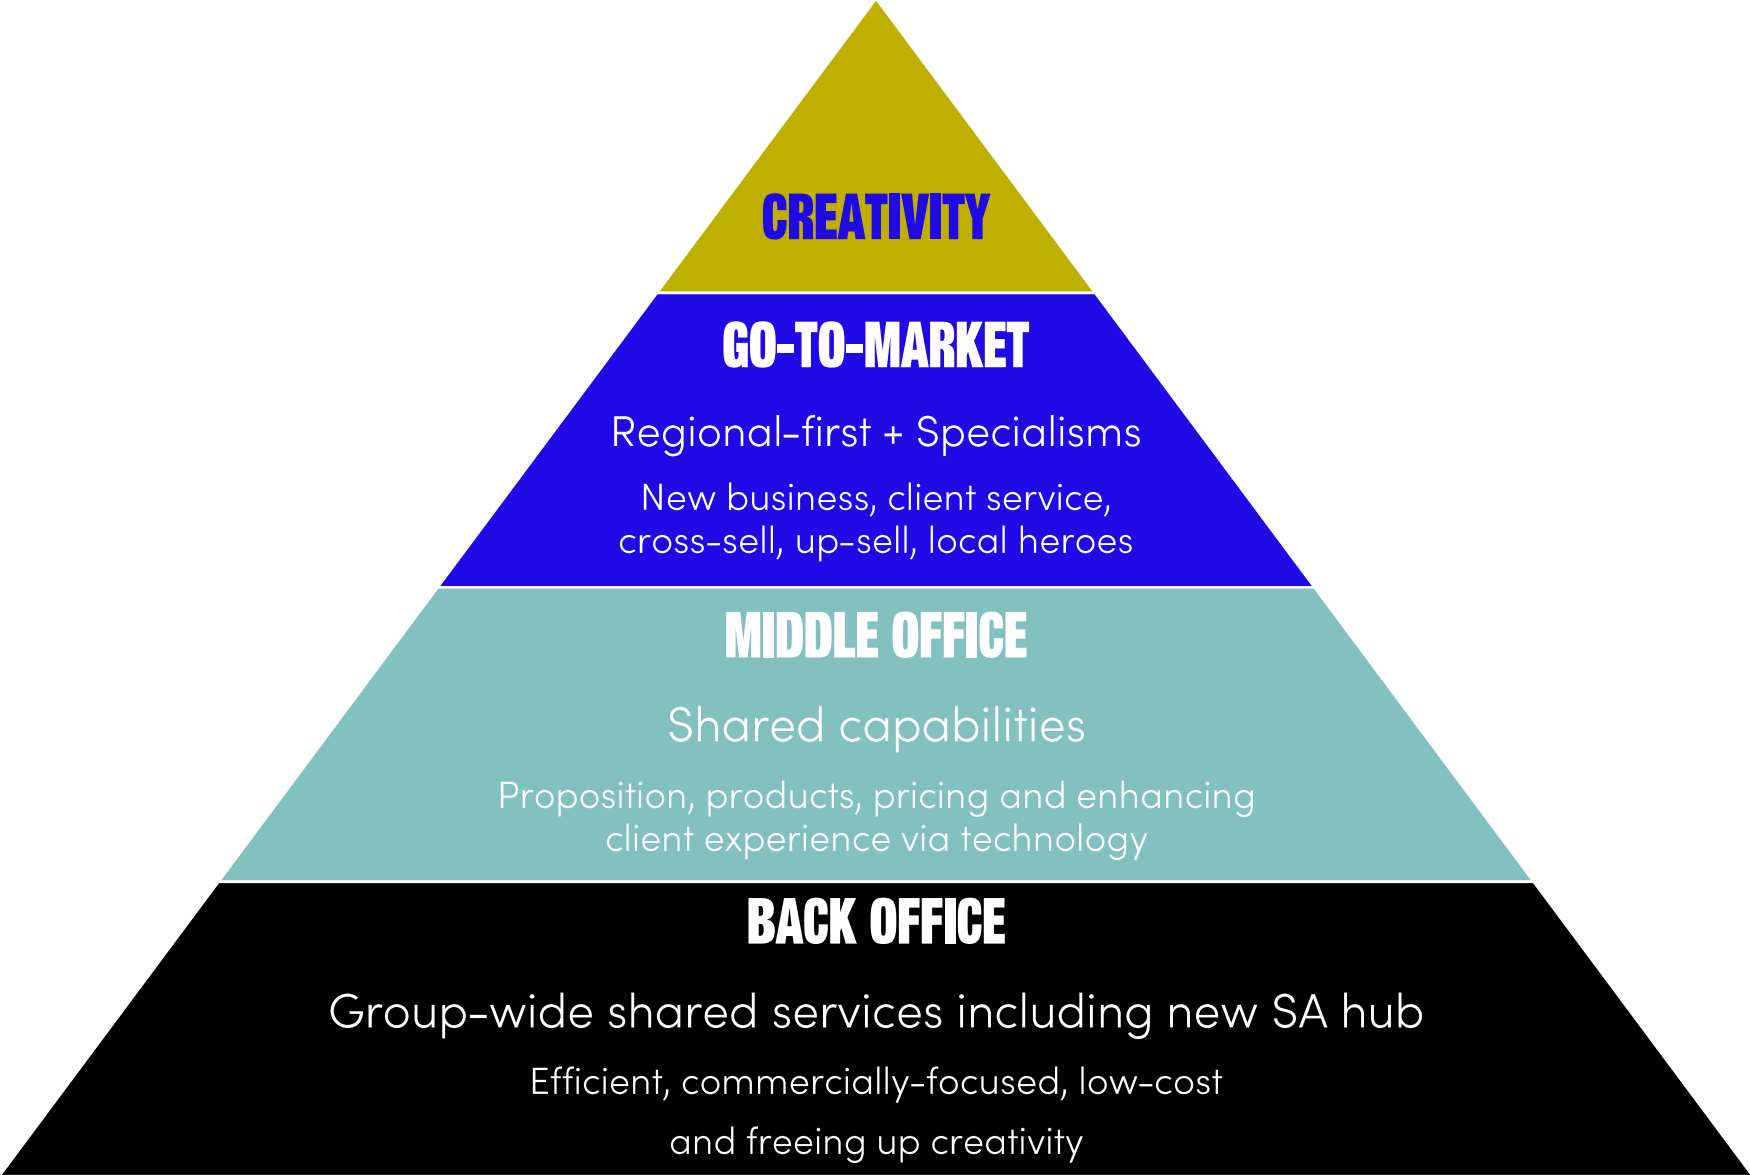 CREATIVITY
GO-TO-MARKET
Regional-first + Specialisms
New business, client service,
cross-sell, up-sell, local heroes
MIDDLE OFFICE
Shared capabilities
Proposition, products, pricing and enhancing
client experience via technology
BACK OFFICE
Group-wide shared services including new SA hub
Efficient, commercially-focused, low-cost
and freeing up creativity